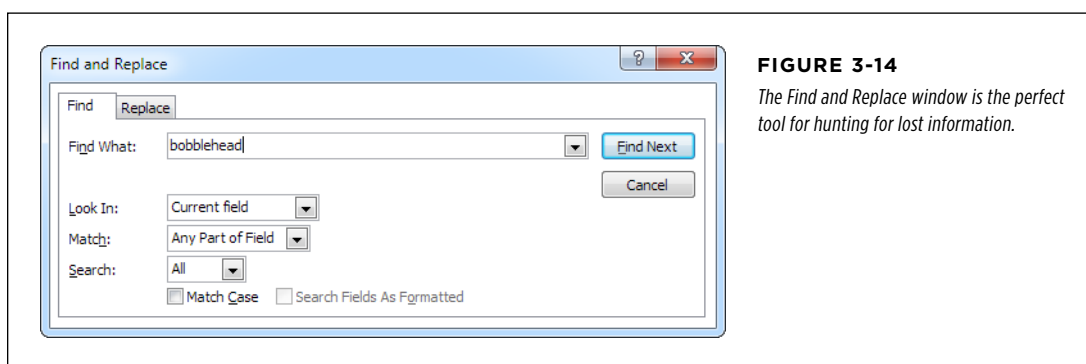 Find and Replace
Find Replace
Find What: bobblehead Find Next
Cancel
Look In: Current field
Match: Any Part of Field
Search: All
Match Case Search Fields As Formatted
FIGURE 3-14
The Find and Replace window is the perfect
tool for hunting for lost information.